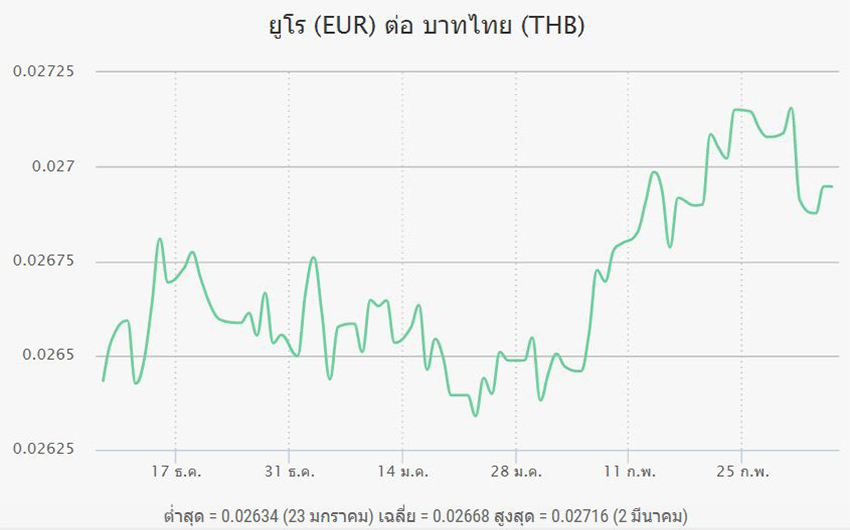 ยูโร (EUR) ต่อ บาทไทย (THB)
0.02725
0.027
0.02675
0.0265
0.02625
17 ธ.ค. 31 ธ.ค. 14 ม.ค. 28 ม.ค. 11 ก.พ. 25 ก.พ.
ต่ำสุด = 0.02634 (23 มกราคม) เฉลี่ย = 0.02668 สูงสุด = 0.02716 (2 มีนาคม)